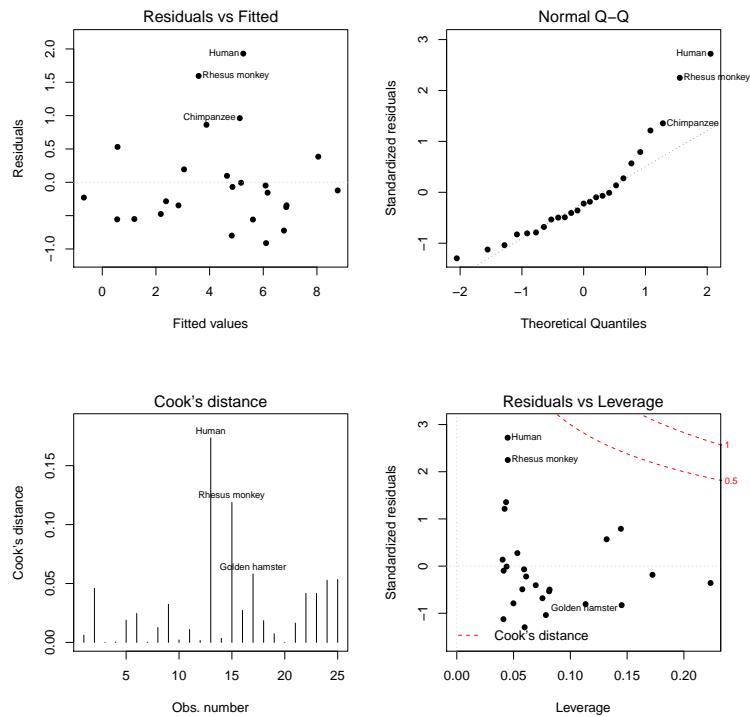 Residuals vs Fitted
Residuals
−1.0
0.0
0.5
1.0
1.5
2.0
Human
Rhesus monkey
Chimpanzee
0 2 4 6 8
Fitted values
Normal Q−Q
Standardized residuals
−1
0
1
2
3
Human
Rhesus monkey
Chimpanzee
−2 −1 0 1 2
Theoretical Quantiles
Cook's distance
Cook's distance
0.00
0.05
0.10
0.15
Human
Rhesus monkey
Golden hamster
5 10 15 20 25
Obs. number
Residuals vs Leverage
Standardized residuals
−1
0
1
2
3
Human
Rhesus monkey
1
0.5
Golden hamster
Cook's distance
0.00 0.05 0.10 0.15 0.20
Leverage